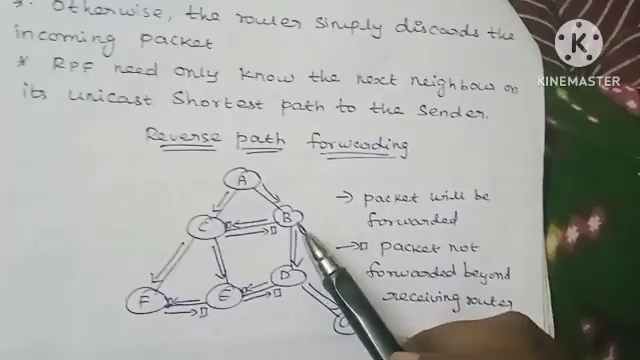 *. Otherwise, the router simply discards the
incoming packet
* RPF need only know the next neighbour on
its unicast shortest path to the sender.
Reverse path forwarding
A
C
B
F
E
D
→ packet will be
forwarded
→▯ packet not
forwarded beyond
receiving router
K
KINEMASTER